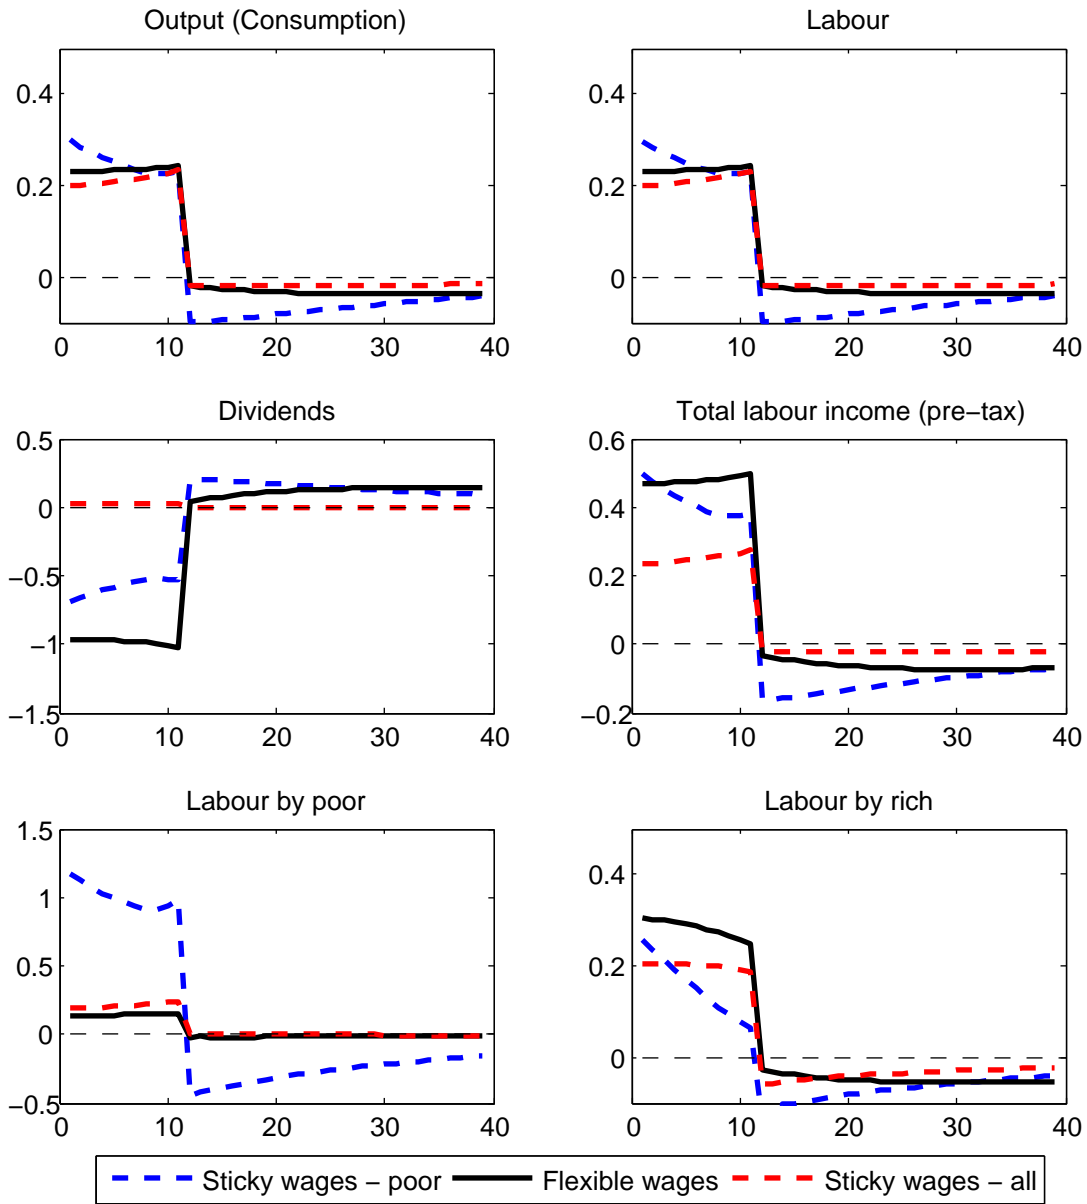 Output (Consumption)
Labour
0.4
0.2
0
0 10 20 30 40
0.4
0.2
0
0 10 20 30 40
Dividends
Total labour income (pre−tax)
0.5
0
−0.5
−1
−1.5
0 10 20 30 40
0.6
0.4
0.2
0
−0.2
0 10 20 30 40
Labour by poor
Labour by rich
1.5
1
0.5
0
−0.5
0 10 20 30 40
0.4
0.2
0
0 10 20 30 40
Sticky wages − poor Flexible wages Sticky wages − all